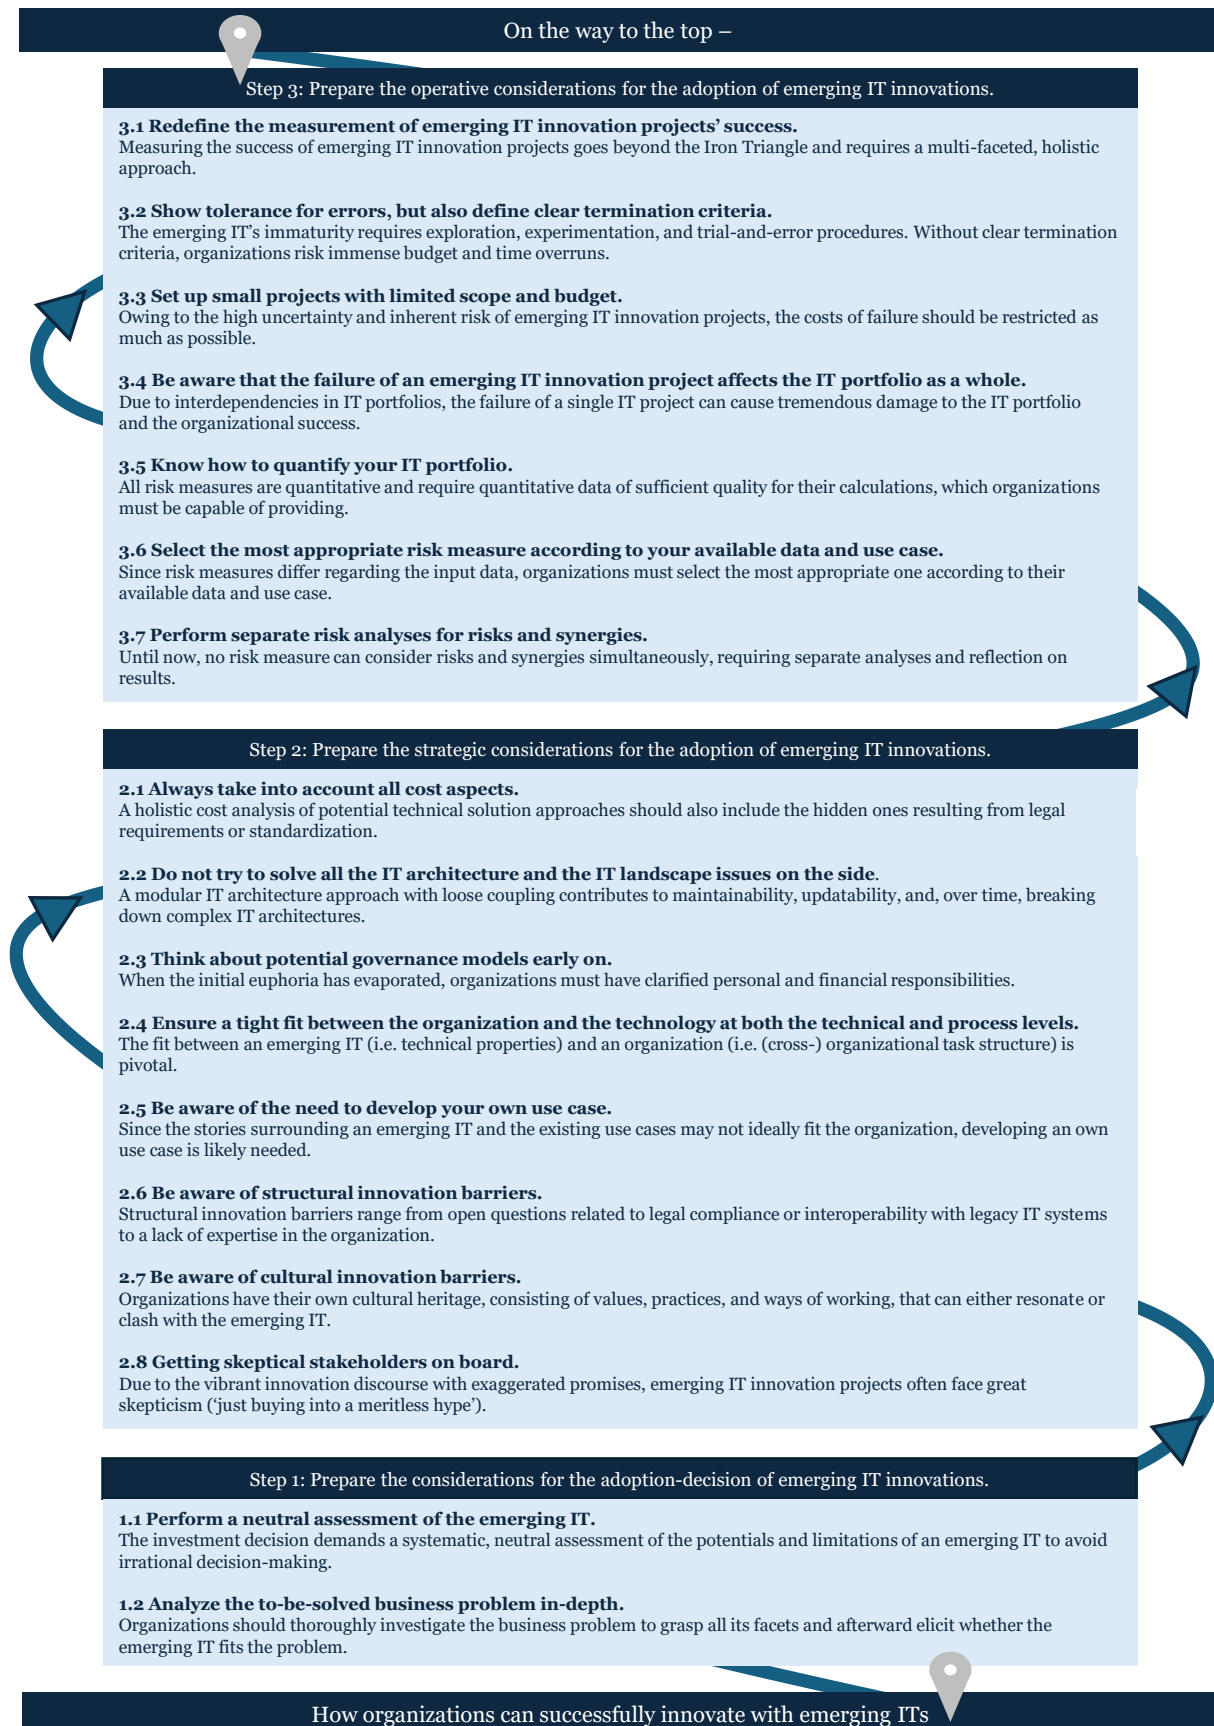 On the way to the top –
Step 3: Prepare the operative considerations for the adoption of emerging IT innovations.
3.1 Redefine the measurement of emerging IT innovation projects’ success.
Measuring the success of emerging IT innovation projects goes beyond the Iron Triangle and requires a multi-faceted, holistic
approach.
3.2 Show tolerance for errors, but also define clear termination criteria.
The emerging IT’s immaturity requires exploration, experimentation, and trial-and-error procedures. Without clear termination
criteria, organizations risk immense budget and time overruns.
3.3 Set up small projects with limited scope and budget.
Owing to the high uncertainty and inherent risk of emerging IT innovation projects, the costs of failure should be restricted as
much as possible.
3.4 Be aware that the failure of an emerging IT innovation project affects the IT portfolio as a whole.
Due to interdependencies in IT portfolios, the failure of a single IT project can cause tremendous damage to the IT portfolio
and the organizational success.
3.5 Know how to quantify your IT portfolio.
All risk measures are quantitative and require quantitative data of sufficient quality for their calculations, which organizations
must be capable of providing.
3.6 Select the most appropriate risk measure according to your available data and use case.
Since risk measures differ regarding the input data, organizations must select the most appropriate one according to their
available data and use case.
3.7 Perform separate risk analyses for risks and synergies.
Until now, no risk measure can consider risks and synergies simultaneously, requiring separate analyses and reflection on
results.
Step 2: Prepare the strategic considerations for the adoption of emerging IT innovations.
2.1 Always take into account all cost aspects.
A holistic cost analysis of potential technical solution approaches should also include the hidden ones resulting from legal
requirements or standardization.
2.2 Do not try to solve all the IT architecture and the IT landscape issues on the side.
A modular IT architecture approach with loose coupling contributes to maintainability, updatability, and, over time, breaking
down complex IT architectures.
2.3 Think about potential governance models early on.
When the initial euphoria has evaporated, organizations must have clarified personal and financial responsibilities.
2.4 Ensure a tight fit between the organization and the technology at both the technical and process levels.
The fit between an emerging IT (i.e. technical properties) and an organization (i.e. (cross-) organizational task structure) is
pivotal.
2.5 Be aware of the need to develop your own use case.
Since the stories surrounding an emerging IT and the existing use cases may not ideally fit the organization, developing an own
use case is likely needed.
2.6 Be aware of structural innovation barriers.
Structural innovation barriers range from open questions related to legal compliance or interoperability with legacy IT systems
to a lack of expertise in the organization.
2.7 Be aware of cultural innovation barriers.
Organizations have their own cultural heritage, consisting of values, practices, and ways of working, that can either resonate or
clash with the emerging IT.
2.8 Getting skeptical stakeholders on board.
Due to the vibrant innovation discourse with exaggerated promises, emerging IT innovation projects often face great
skepticism (‘just buying into a meritless hype’).
Step 1: Prepare the considerations for the adoption-decision of emerging IT innovations.
1.1 Perform a neutral assessment of the emerging IT.
The investment decision demands a systematic, neutral assessment of the potentials and limitations of an emerging IT to avoid
irrational decision-making.
1.2 Analyze the to-be-solved business problem in-depth.
Organizations should thoroughly investigate the business problem to grasp all its facets and afterward elicit whether the
emerging IT fits the problem.
How organizations can successfully innovate with emerging ITs